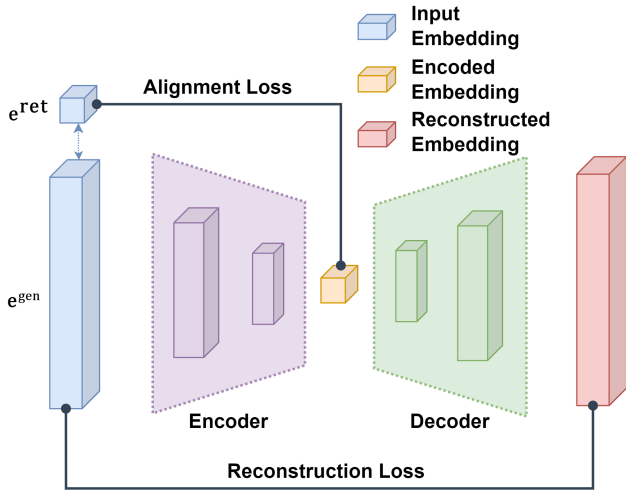 Input
Embedding
Encoded
Embedding
Reconstructed
Embedding
Alignment Loss
e^ret
e^gen
Encoder
Decoder
Reconstruction Loss